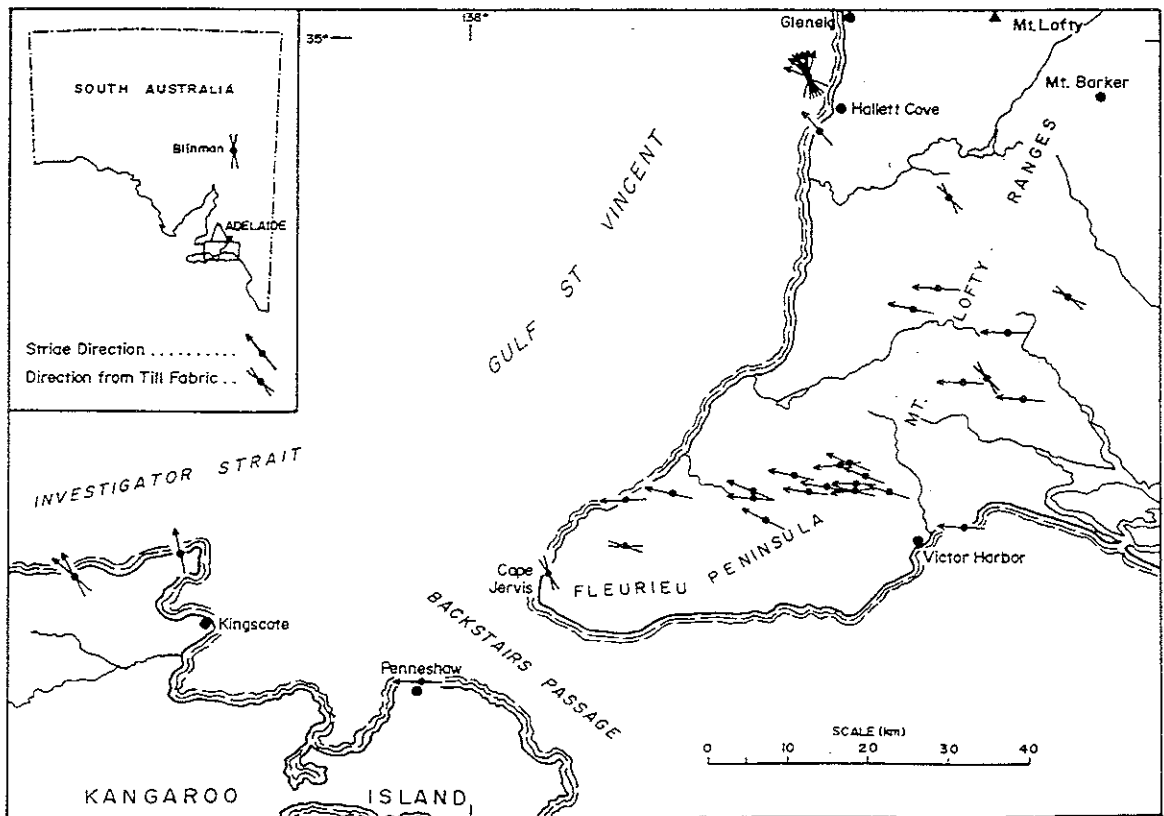 SOUTH AUSTRALIA
Blinman
ADELAIDE
Striae Direction ..........
Direction from Till Fabric ..
138°
35°
Glenelg
Mt. Lofty
Mt. Barker
Hallett Cove
GULF ST VINCENT
MT. LOFTY RANGES
INVESTIGATOR STRAIT
Cape
Jervis
FLEURIEU PENINSULA
Victor Harbor
BACKSTAIRS PASSAGE
Kingscote
Penneshaw
SCALE (km)
0 10 20 30 40
KANGAROO ISLAND